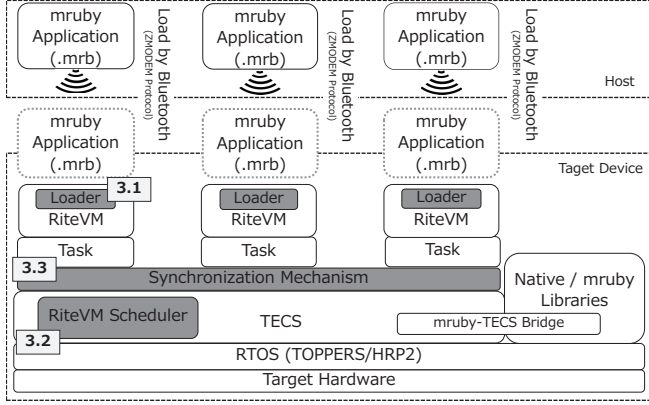 mruby
Application
(.mrb)
Load by Bluetooth
(ZMODEM Protocol)
mruby
Application
(.mrb)
Load by Bluetooth
(ZMODEM Protocol)
mruby
Application
(.mrb)
Load by Bluetooth
(ZMODEM Protocol)
Host
mruby
Application
(.mrb)
mruby
Application
(.mrb)
mruby
Application
(.mrb)
Taget Device
Loader
3.1
RiteVM
Loader
RiteVM
Loader
RiteVM
Task
Task
Task
3.3
Synchronization Mechanism
Native / mruby
Libraries
RiteVM Scheduler
TECS
mruby-TECS Bridge
3.2
RTOS (TOPPERS/HRP2)
Target Hardware